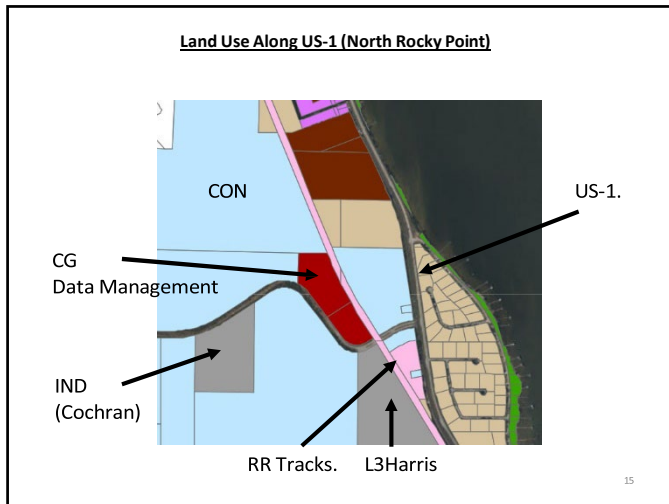 Land Use Along US-1 (North Rocky Point)
CON
US-1.
CG
Data Management
IND
(Cochran)
RR Tracks.
L3Harris
15